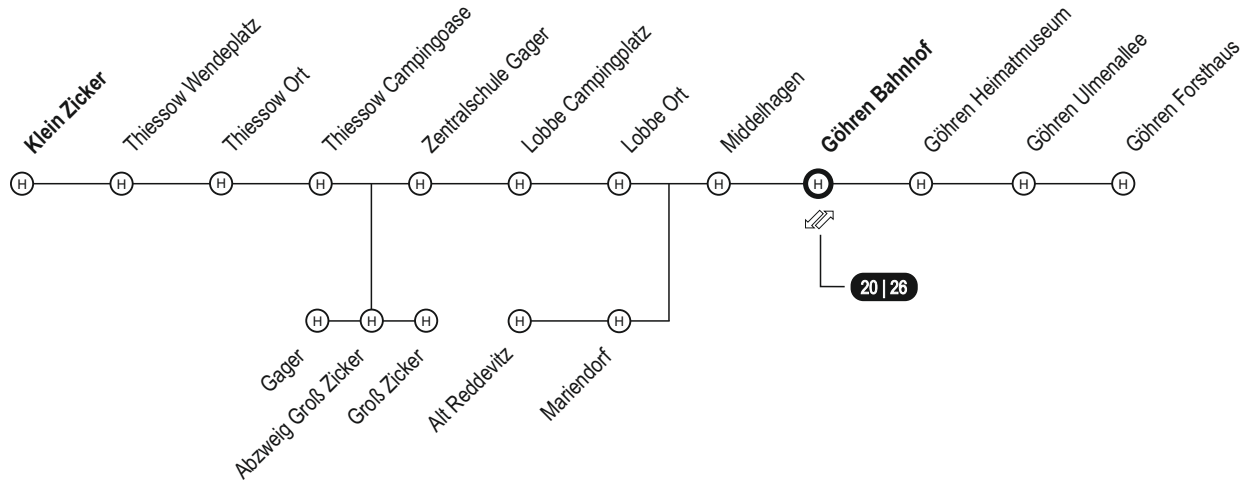 Klein Zicker
Thiessow Wendeplatz
Thiessow Ort
Thiessow Campingoase
Zentralschule Gager
Lobbe Campingplatz
Lobbe Ort
Middelhagen
Göhren Bahnhof
Göhren Heimatmuseum
Göhren Ulmenallee
Göhren Forsthaus
H H H H H H H H H H H H
20 | 26
H H H H H
Gager
Abzweig Groß Zicker
Groß Zicker
Alt Reddevitz
Mariendorf